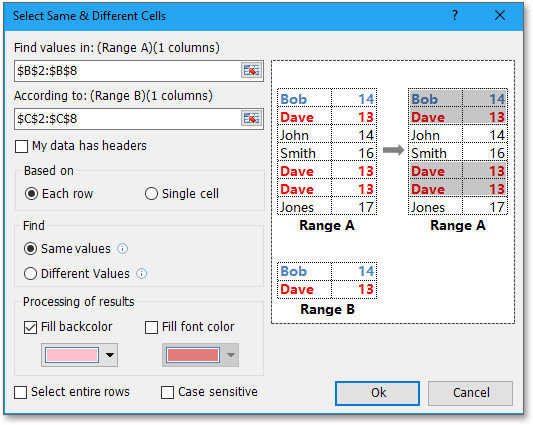 Select Same & Different Cells
?
Find values in: (Range A)(1 columns)
$B$2:$B$8
According to: (Range B)(1 columns)
$C$2:$C$8
My data has headers
Based on
Each row
Single cell
Find
Same values
Different Values
Processing of results
Fill backcolor
Fill font color
Select entire rows
Case sensitive
Bob 14
Dave 13
John 14
Smith 16
Dave 13
Dave 13
Jones 17
Range A
Bob 14
Dave 13
John 14
Smith 16
Dave 13
Dave 13
Jones 17
Range A
Bob 14
Dave 13
Range B
Ok
Cancel